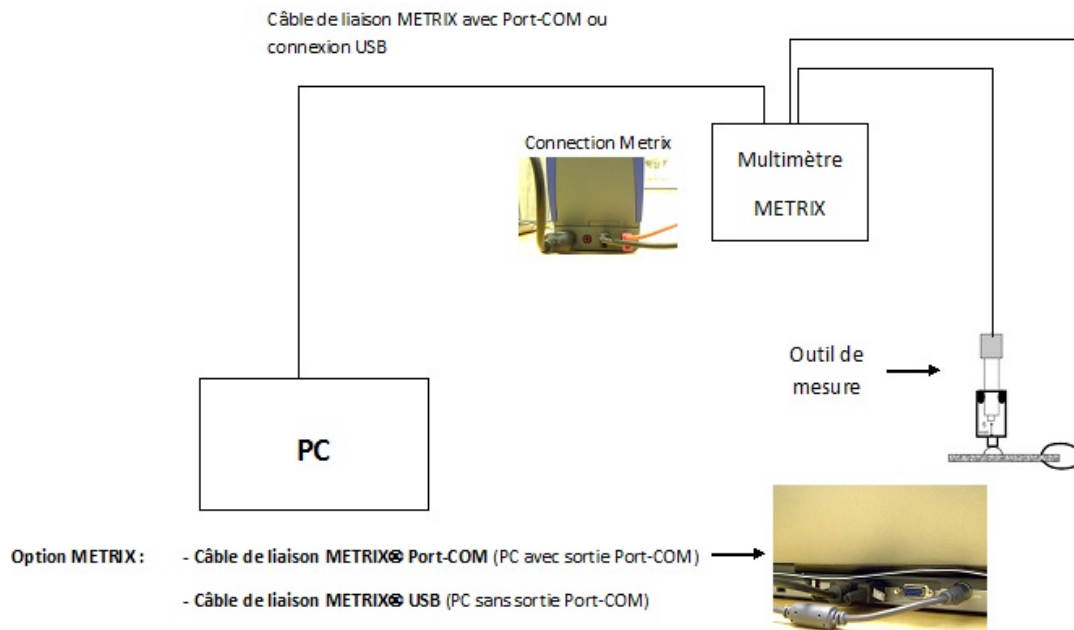 Câble de liaison METRIX avec Port-COM ou
connexion USB
Connection Metrix
Multimètre
METRIX
Outil de
mesure
PC
Option METRIX : - Câble de liaison METRIX® Port-COM (PC avec sortie Port-COM)
- Câble de liaison METRIX® USB (PC sans sortie Port-COM)